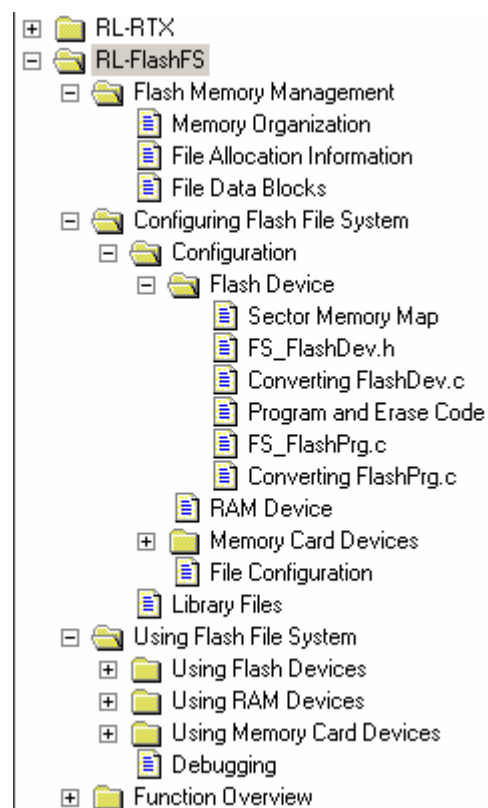 RL-RTX
RL-FlashFS
Flash Memory Management
Memory Organization
File Allocation Information
File Data Blocks
Configuring Flash File System
Configuration
Flash Device
Sector Memory Map
FS_FlashDev.h
Converting FlashDev.c
Program and Erase Code
FS_FlashPrg.c
Converting FlashPrg.c
RAM Device
Memory Card Devices
File Configuration
Library Files
Using Flash File System
Using Flash Devices
Using RAM Devices
Using Memory Card Devices
Debugging
Function Overview